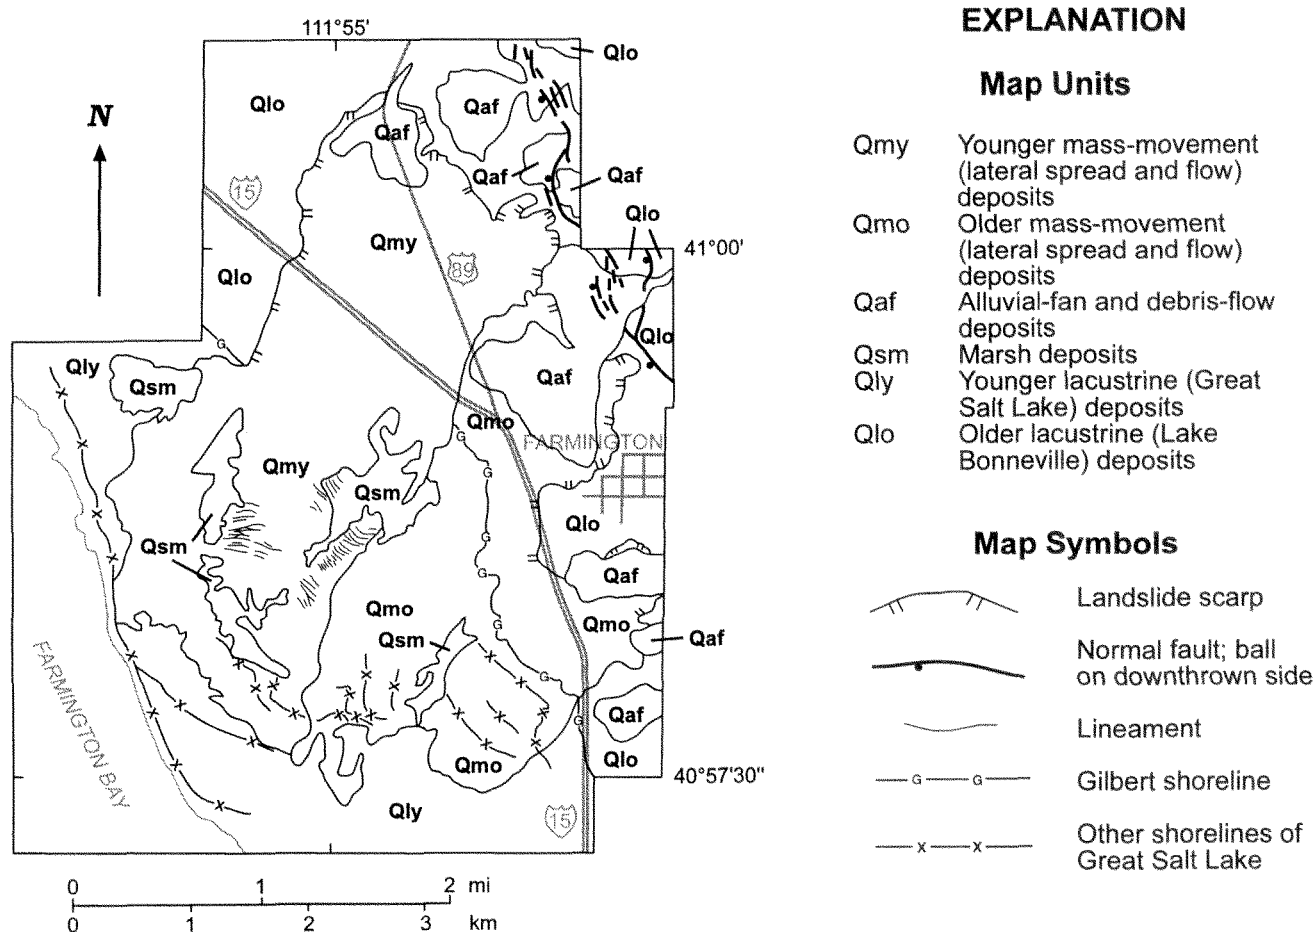 111°55'
N
Qlo
Qlo
Qaf
Qaf
Qaf
Qaf
Qlo
15
Qmy
89
41°00'
Qlo
Qlo
Qly
Qsm
Qaf
Qmo
FARMINGTON
Qmy
Qsm
Qlo
Qsm
Qaf
Qmo
Qsm
Qmo
Qaf
FARMINGTON BAY
Qaf
Qmo
Qlo
40°57'30"
Qly
15
0 1 2 mi
0 1 2 3 km
G
G
G
G
G
G
G
G
EXPLANATION
Map Units
Qmy Younger mass-movement
(lateral spread and flow)
deposits
Qmo Older mass-movement
(lateral spread and flow)
deposits
Qaf Alluvial-fan and debris-flow
deposits
Qsm Marsh deposits
Qly Younger lacustrine (Great
Salt Lake) deposits
Qlo Older lacustrine (Lake
Bonneville) deposits
Map Symbols
Landslide scarp
Normal fault; ball
on downthrown side
Lineament
G G Gilbert shoreline
x x Other shorelines of
Great Salt Lake